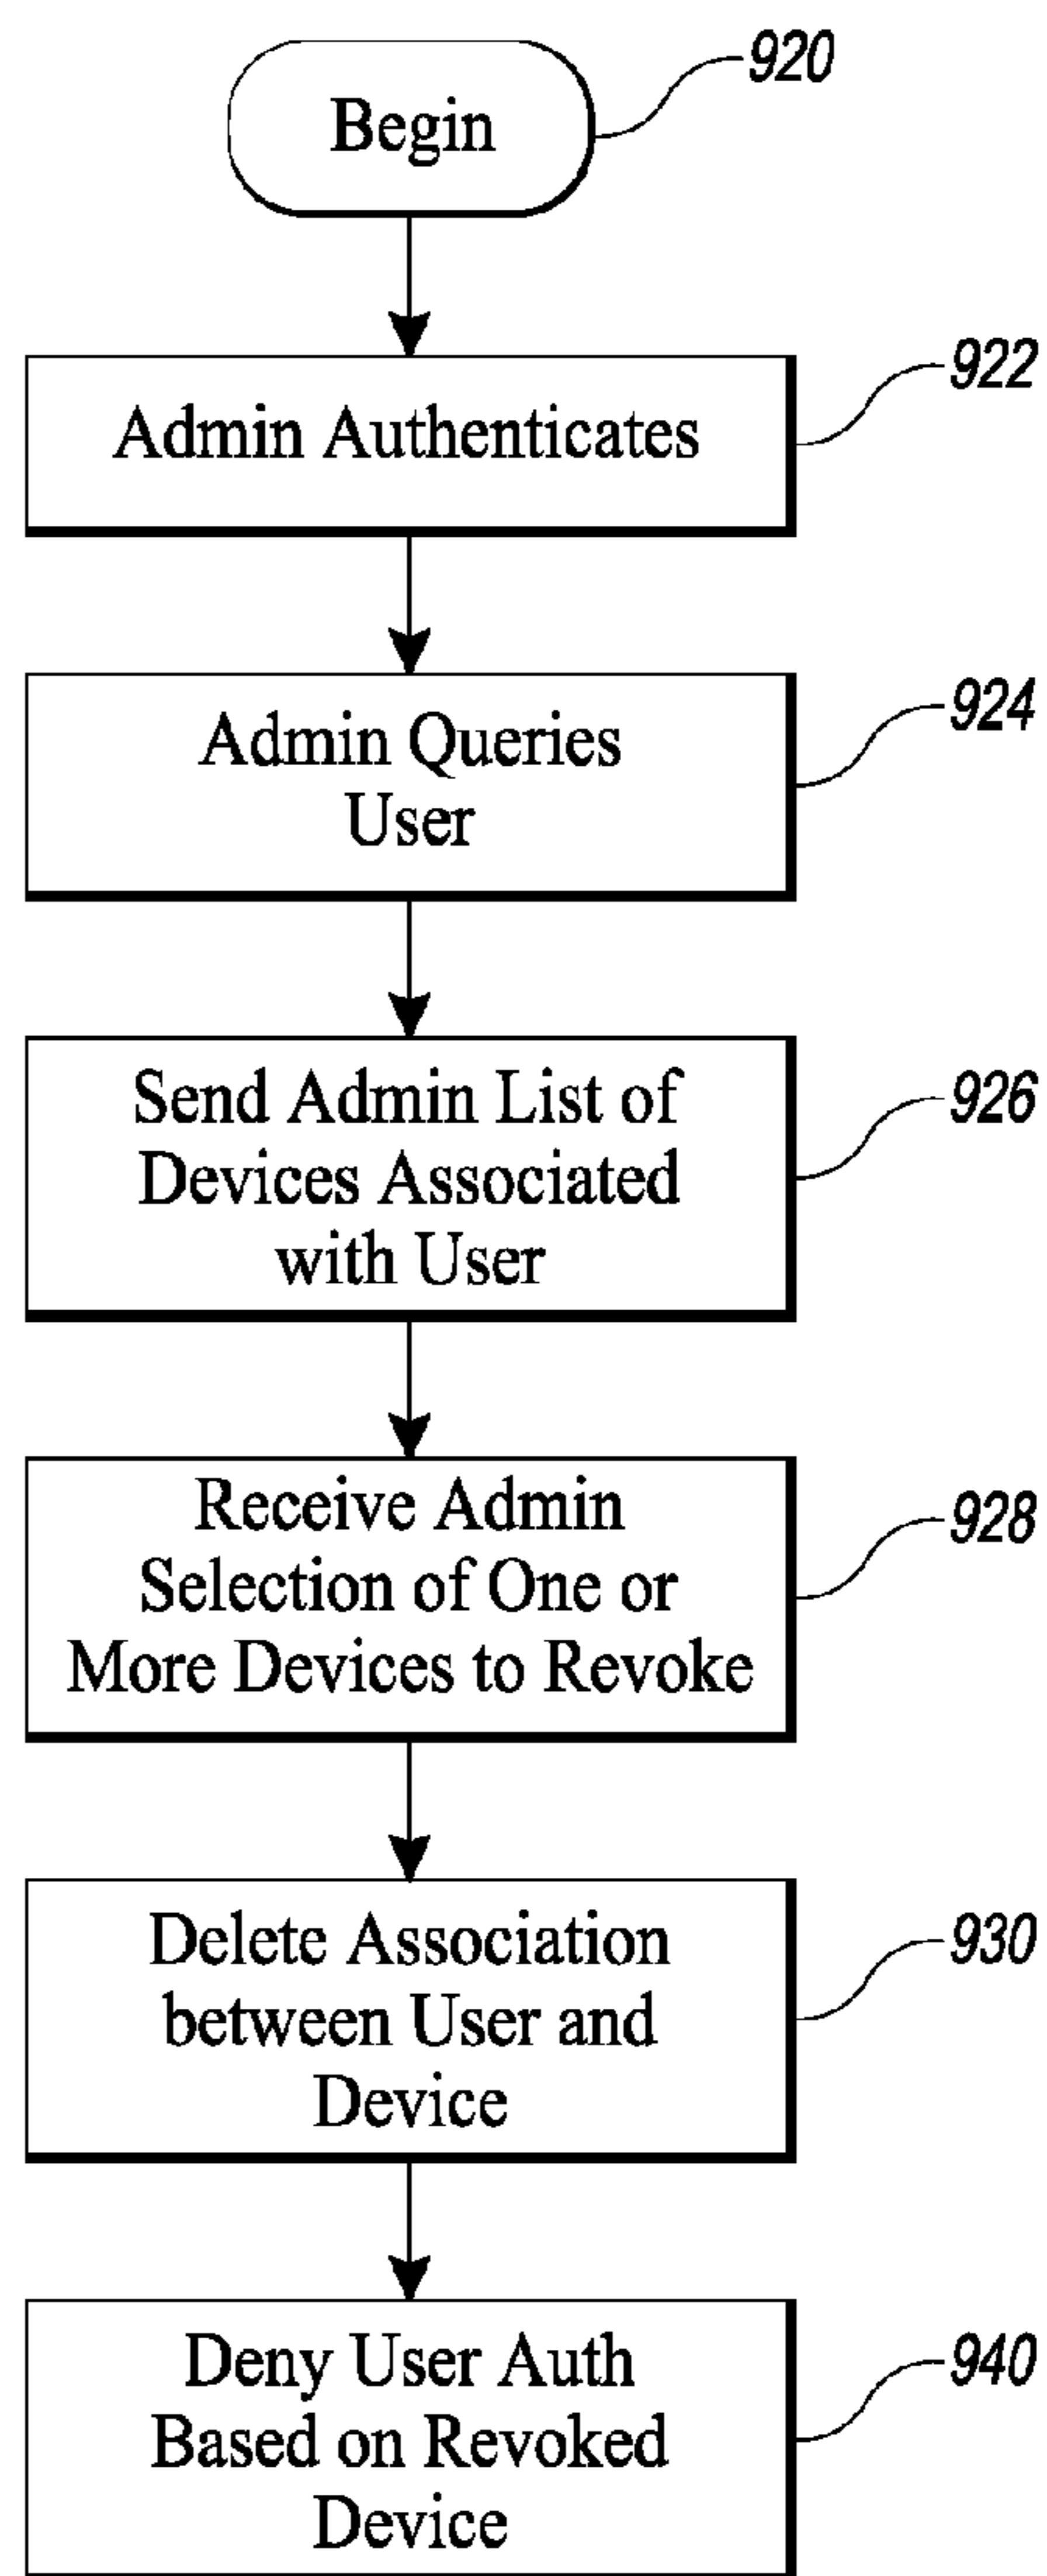 920
Begin
922
Admin Authenticates
924
Admin Queries
User
926
Send Admin List of
Devices Associated
with User
928
Receive Admin
Selection of One or
More Devices to Revoke
930
Delete Association
between User and
Device
940
Deny User Auth
Based on Revoked
Device